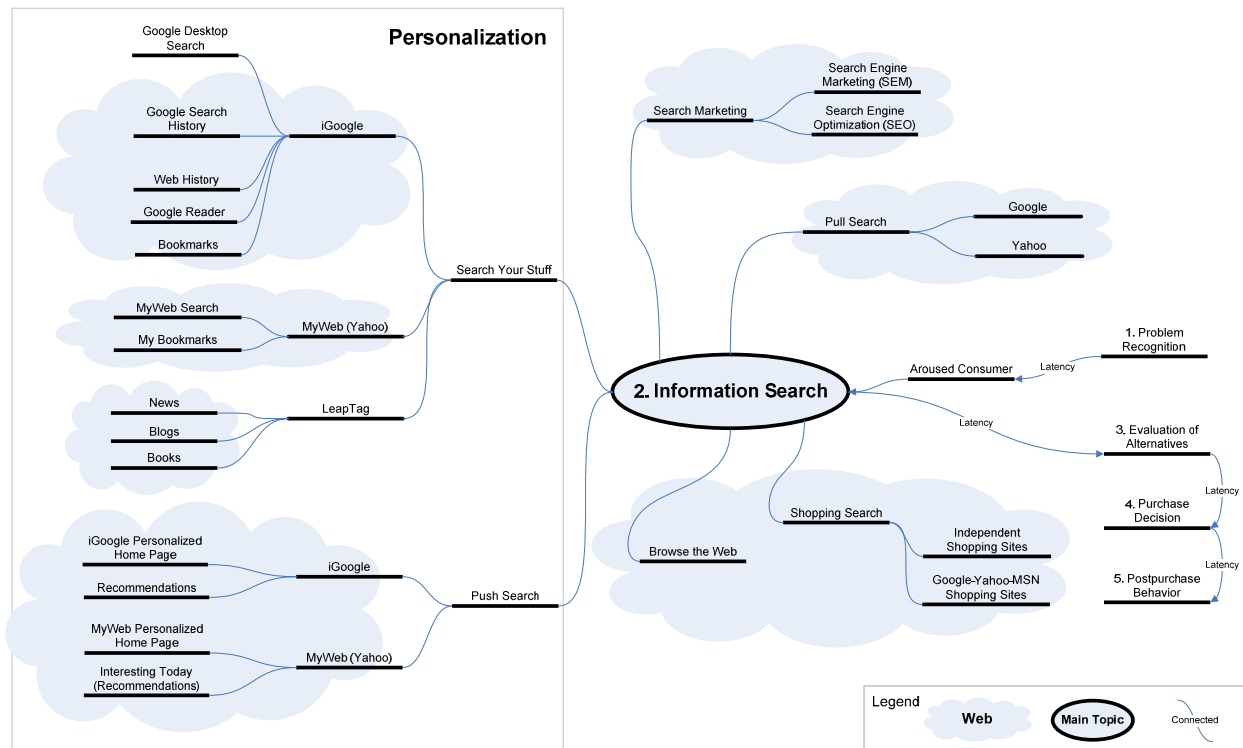 Personalization
Google Desktop
Search
Google Search
History
iGoogle
Web History
Google Reader
Bookmarks
Search Your Stuff
MyWeb Search
My Bookmarks
MyWeb (Yahoo)
News
Blogs
Books
LeapTag
iGoogle Personalized
Home Page
Recommendations
iGoogle
Push Search
MyWeb Personalized
Home Page
Interesting Today
(Recommendations)
MyWeb (Yahoo)
Search Marketing
Search Engine
Marketing (SEM)
Search Engine
Optimization (SEO)
Pull Search
Google
Yahoo
2. Information Search
Aroused Consumer
Latency
1. Problem
Recognition
Latency
3. Evaluation of
Alternatives
Latency
4. Purchase
Decision
Latency
5. Postpurchase
Behavior
Shopping Search
Browse the Web
Independent
Shopping Sites
Google-Yahoo-MSN
Shopping Sites
Legend
Web
Main Topic
Connected